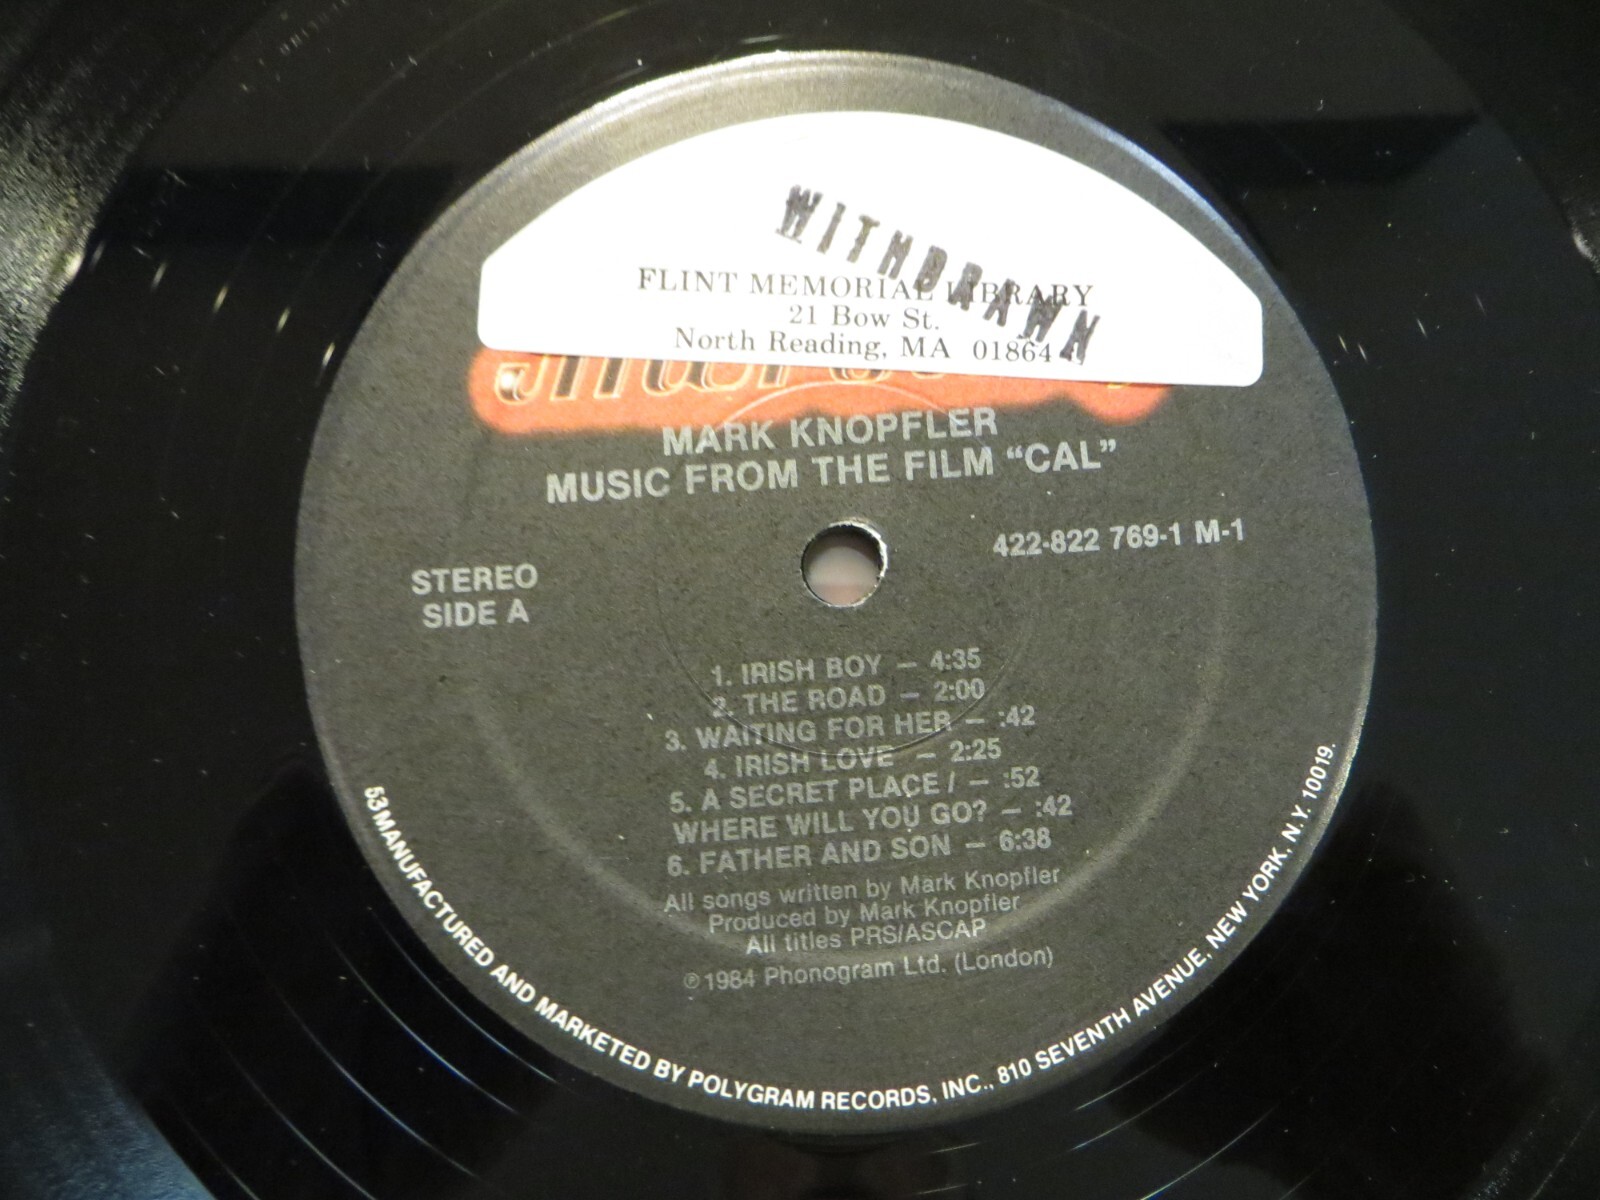 WITHDRAWN
FLINT MEMORIAL LIBRARY
21 Bow St.
North Reading, MA 01864
MARK KNOPFLER
MUSIC FROM THE FILM “CAL”
422-822 769-1 M-1
STEREO
SIDE A
1. IRISH BOY – 4:35
2. THE ROAD – 2:00
3. WAITING FOR HER – :42
4. IRISH LOVE – 2:25
5. A SECRET PLACE / – :52
WHERE WILL YOU GO? – :42
6. FATHER AND SON – 6:38
All songs written by Mark Knopfler
Produced by Mark Knopfler
All titles PRS/ASCAP
℗1984 Phonogram Ltd. (London)
53 MANUFACTURED AND MARKETED BY POLYGRAM RECORDS, INC., 810 SEVENTH AVENUE, NEW YORK, N.Y. 10019.